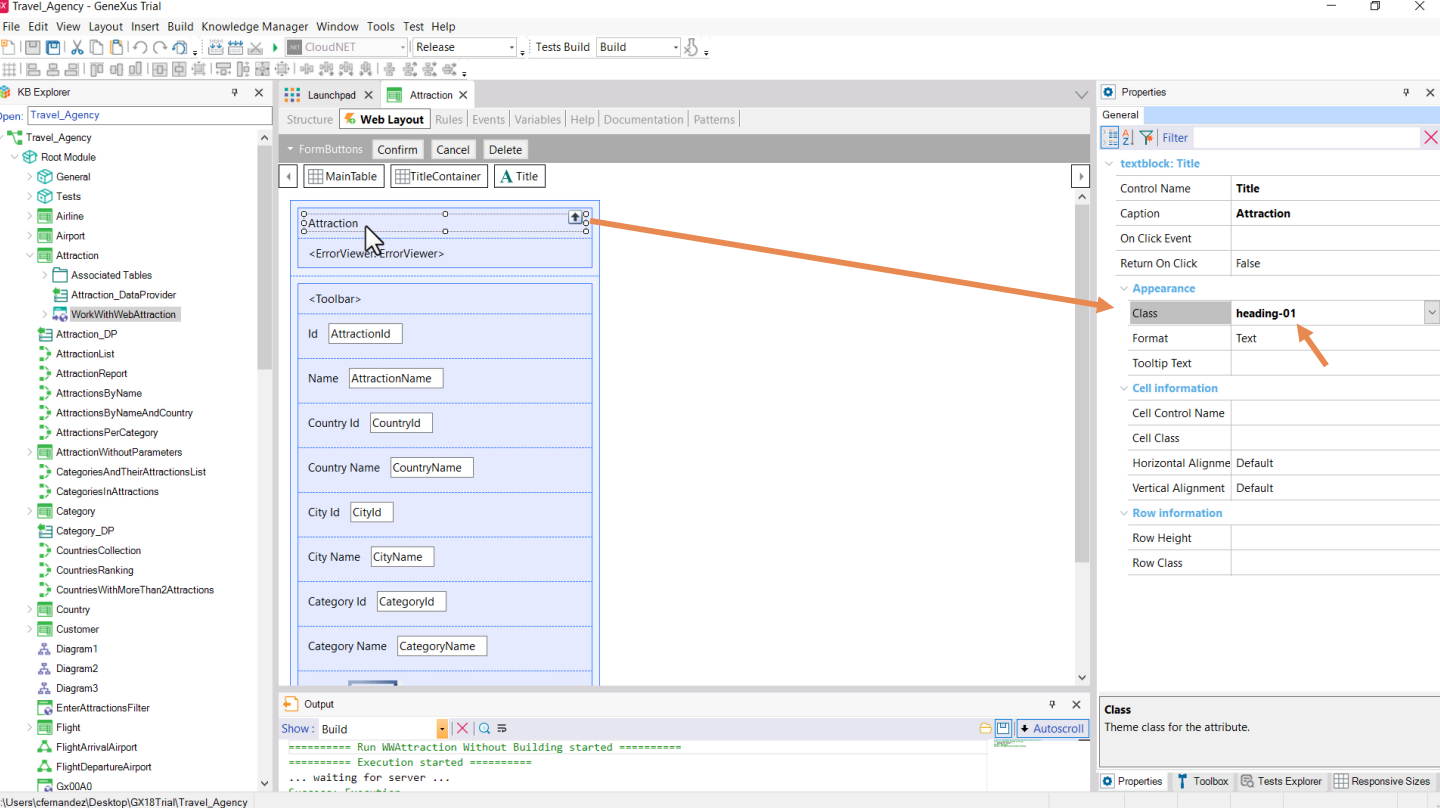 Travel_Agency - GeneXus Trial
File Edit View Layout Insert Build Knowledge Manager Window Tools Test Help
.NET CloudNET Release Tests Build Build
KB Explorer
Open: Travel_Agency
Travel_Agency
Root Module
General
Tests
Airline
Airport
Attraction
Associated Tables
Attraction_DataProvider
WorkWithWebAttraction
Attraction_DP
AttractionList
AttractionReport
AttractionsByName
AttractionsByNameAndCountry
AttractionsPerCategory
AttractionWithoutParameters
CategoriesAndTheirAttractionsList
CategoriesInAttractions
Category
Category_DP
CountriesCollection
CountriesRanking
CountriesWithMoreThan2Attractions
Country
Customer
Diagram1
Diagram2
Diagram3
EnterAttractionsFilter
Flight
FlightArrivalAirport
FlightDepartureAirport
Gx00A0
Launchpad Attraction
Structure Web Layout Rules Events Variables Help Documentation Patterns
FormButtons Confirm Cancel Delete
MainTable TitleContainer A Title
Attraction
<ErrorViewer: ErrorViewer>
<Toolbar>
Id AttractionId
Name AttractionName
Country Id CountryId
Country Name CountryName
City Id CityId
City Name CityName
Category Id CategoryId
Category Name CategoryName
Output
Show: Build Autoscroll
========== Run WWAttraction Without Building started ==========
========== Execution started ==========
... waiting for server ...
Success: Execution
Properties
General
Filter
textblock: Title
Control Name Title
Caption Attraction
On Click Event
Return On Click False
Appearance
Class heading-01
Format Text
Tooltip Text
Cell information
Cell Control Name
Cell Class
Horizontal Alignme Default
Vertical Alignment Default
Row information
Row Height
Row Class
Class
Theme class for the attribute.
Properties Toolbox Tests Explorer Responsive Sizes
:\Users\cfernandez\Desktop\GX18Trial\Travel_Agency